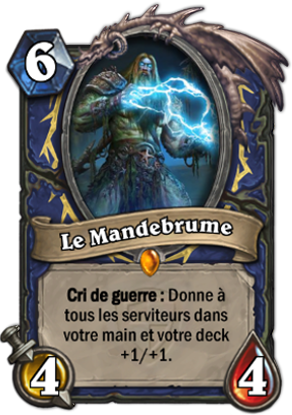 6
Le Mandebrume
Cri de guerre : Donne à
tous les serviteurs dans
votre main et votre deck
+1/+1.
4
4